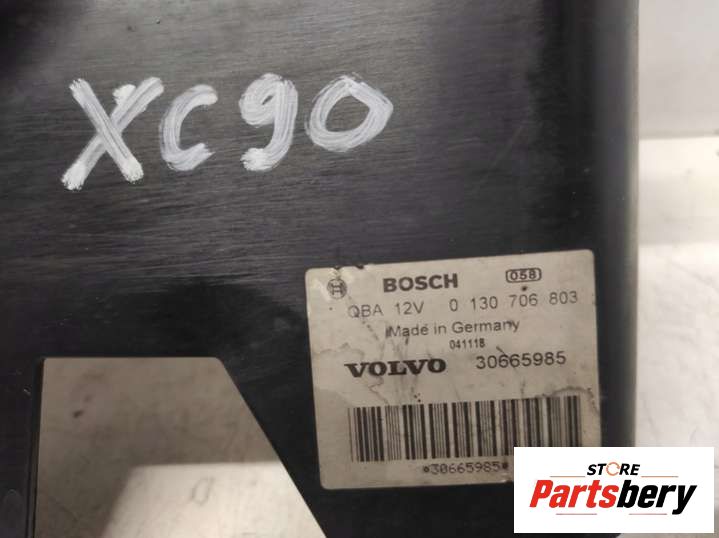 XC90
BOSCH 058
QBA 12V 0 130 706 803
Made in Germany
041118
VOLVO 30665985
*30665985*
STORE
Partsbery